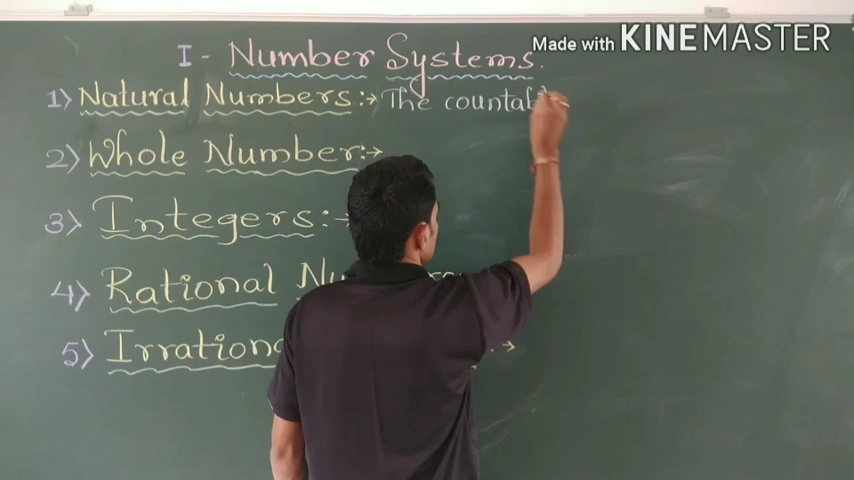 I - Number Systems.
Made with KINEMASTER
1) Natural Numbers :→ The countab
2) Whole Number:→
3) Integers :→
4) Rational
5) Irrational